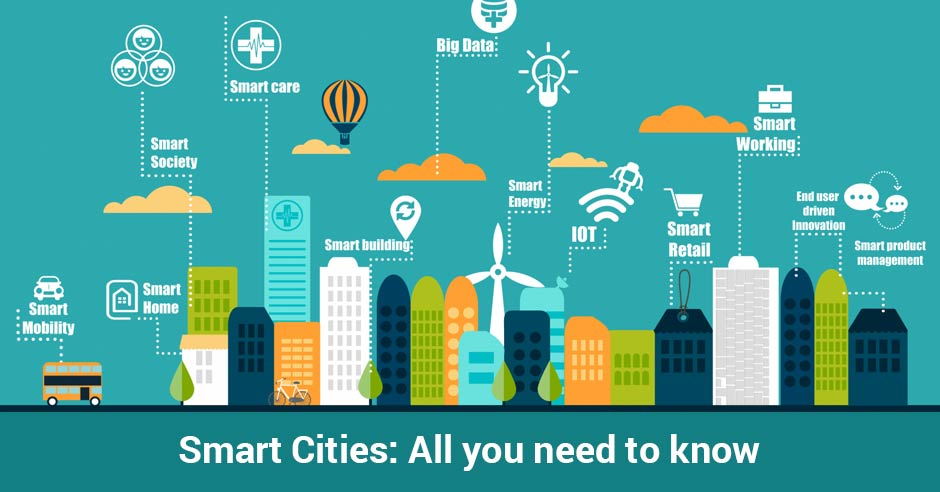 Big Data
Smart care
Smart
Society
Smart
Working
Smart
Energy
End user
driven
Innovation
IOT
Smart
Retail
Smart building
Smart product
management
Smart
Home
Smart
Mobility
Smart Cities: All you need to know